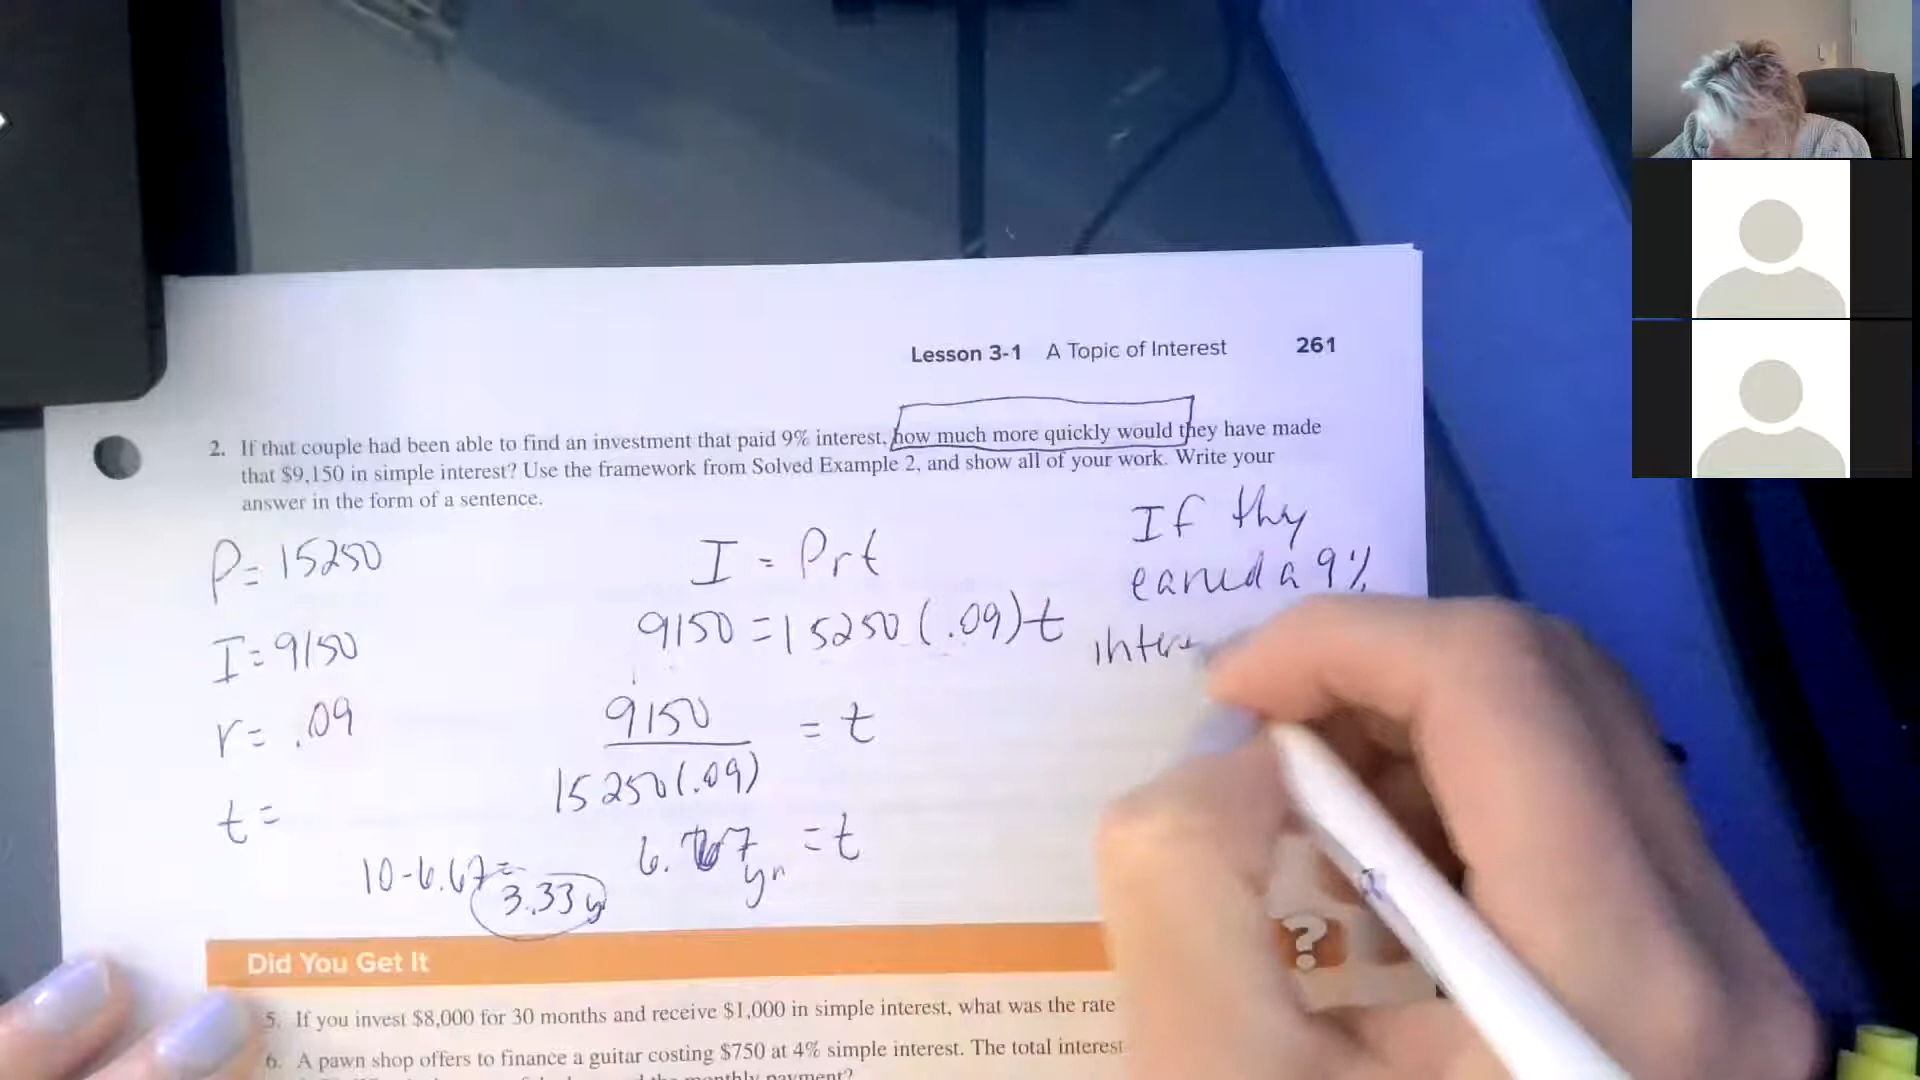 Lesson 3-1 A Topic of Interest 261
2. If that couple had been able to find an investment that paid 9% interest, how much more quickly would they have made
that $9,150 in simple interest? Use the framework from Solved Example 2, and show all of your work. Write your
answer in the form of a sentence.
P = 15250
I = 9150
r = .09
t =
10-6.67=
3.33 y
I = Prt
9150 = 15250 (.09) t
9150 = t
15250(.09)
6.67 = t
yr
If they
earned a 9%
Did You Get It
?
5. If you invest $8,000 for 30 months and receive $1,000 in simple interest, what was the rate
6. A pawn shop offers to finance a guitar costing $750 at 4% simple interest. The total interest
monthly payment?